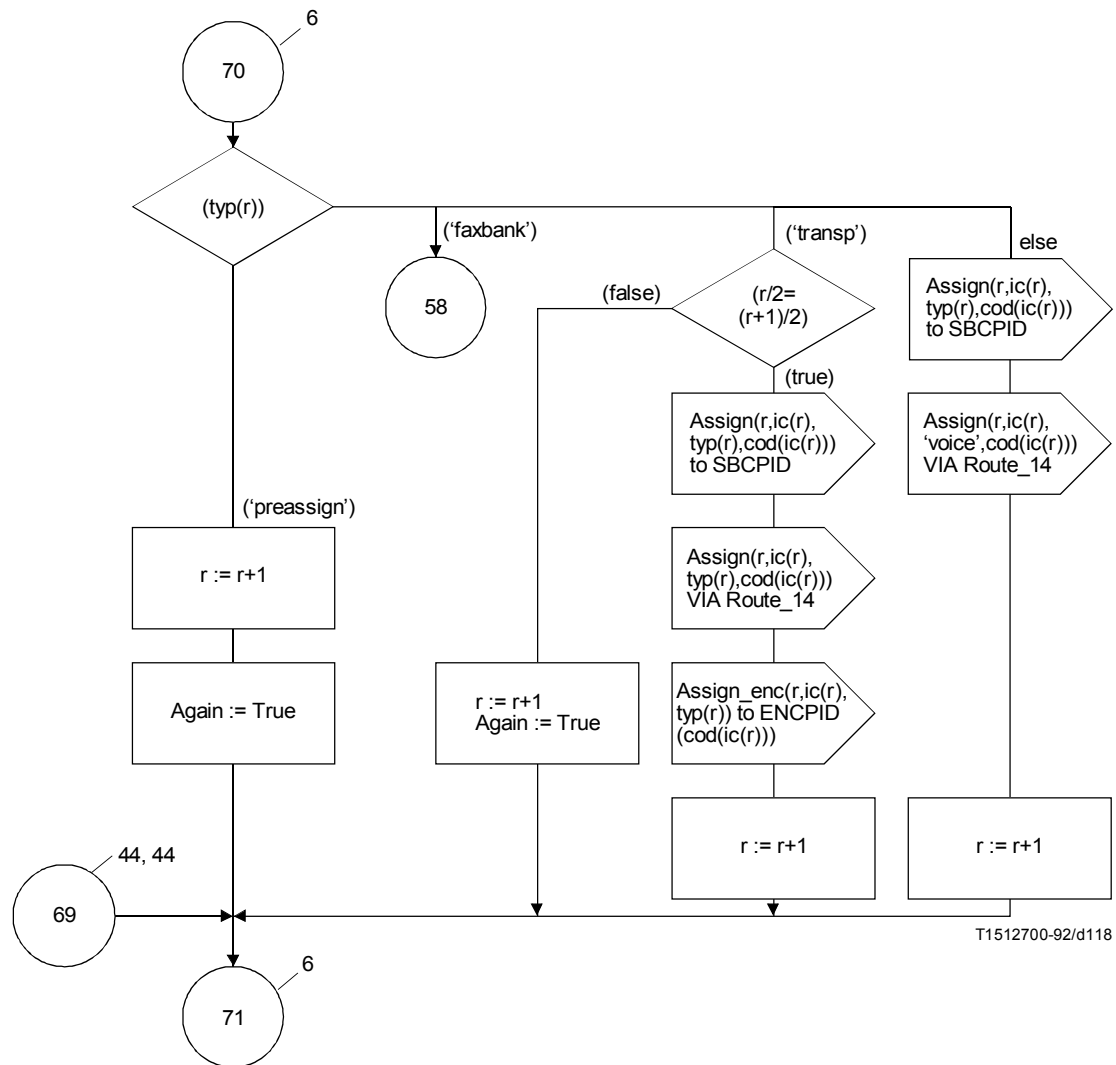 6
70
(typ(r))
(‘faxbank’)
(‘transp’)
else
58
(false)
(r/2=
(r+1)/2)
(true)
Assign(r,ic(r),
typ(r),cod(ic(r)))
to SBCPID
Assign(r,ic(r),
typ(r),cod(ic(r)))
to SBCPID
Assign(r,ic(r),
‘voice’,cod(ic(r)))
VIA Route_14
(‘preassign’)
r := r+1
Assign(r,ic(r),
typ(r),cod(ic(r)))
VIA Route_14
Again := True
r := r+1
Again := True
Assign_enc(r,ic(r),
typ(r)) to ENCPID
(cod(ic(r)))
r := r+1
r := r+1
44, 44
69
T1512700-92/d118
6
71